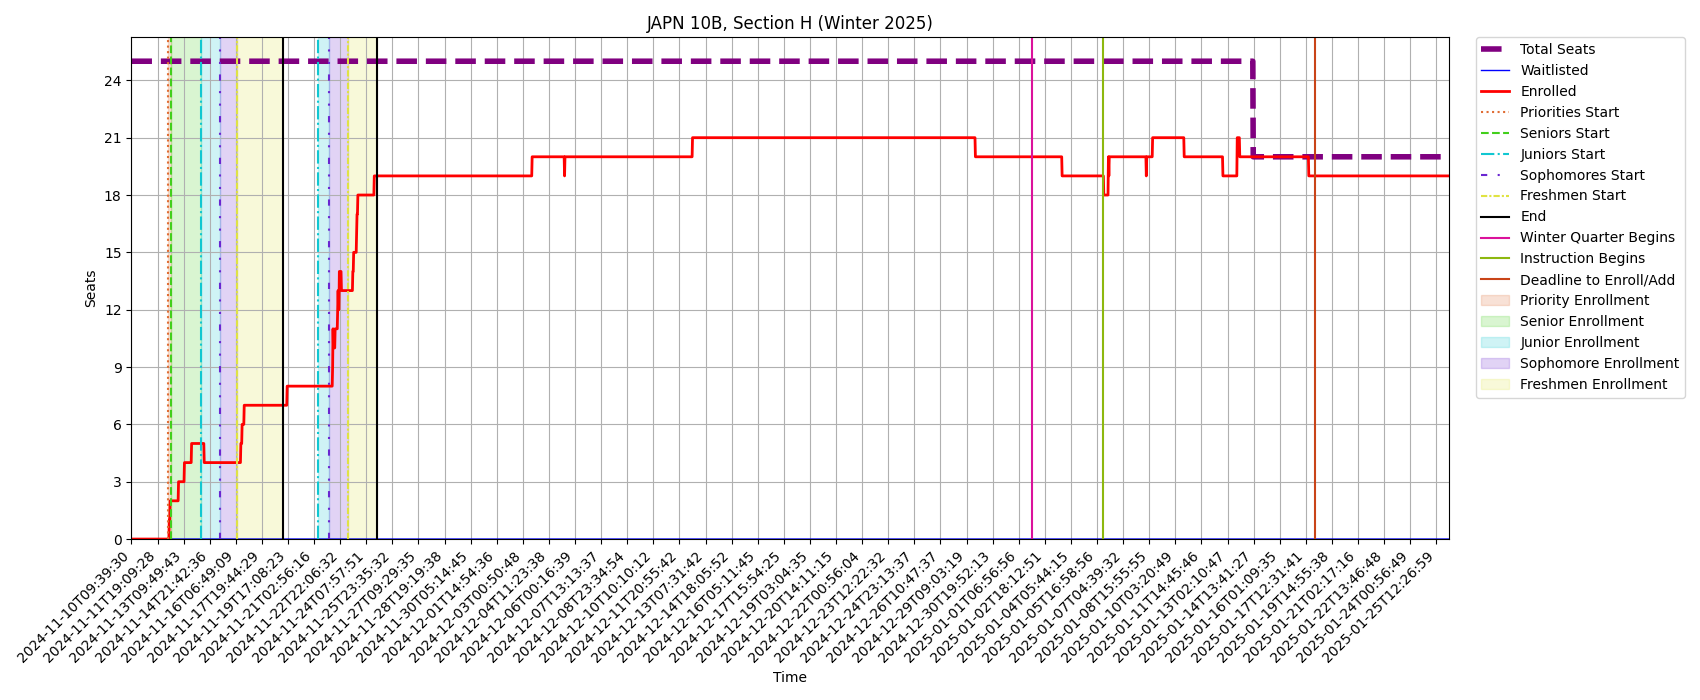 JAPN 10B, Section H (Winter 2025)
Seats
24
21
18
15
12
9
6
3
0
2024-11-10T09:39:30
2024-11-11T19:09:28
2024-11-13T09:49:43
2024-11-14T21:42:36
2024-11-16T06:49:09
2024-11-17T19:44:29
2024-11-19T17:08:23
2024-11-21T02:56:16
2024-11-22T22:06:32
2024-11-24T07:57:51
2024-11-25T23:35:32
2024-11-27T09:29:35
2024-11-28T19:19:38
2024-11-30T05:14:45
2024-12-01T14:54:36
2024-12-03T00:50:48
2024-12-04T11:23:38
2024-12-06T00:16:39
2024-12-07T13:13:37
2024-12-08T23:34:54
2024-12-10T10:10:12
2024-12-11T20:55:42
2024-12-13T07:31:42
2024-12-14T18:05:52
2024-12-16T05:11:45
2024-12-17T15:54:25
2024-12-19T03:04:35
2024-12-20T14:11:15
2024-12-22T00:56:04
2024-12-23T12:22:32
2024-12-24T23:13:37
2024-12-26T10:47:37
2024-12-29T09:03:19
2024-12-30T19:52:13
2025-01-01T06:56:56
2025-01-02T18:12:51
2025-01-04T05:44:15
2025-01-05T16:58:56
2025-01-07T04:39:32
2025-01-08T15:55:55
2025-01-10T03:20:49
2025-01-11T14:45:46
2025-01-13T02:10:47
2025-01-14T13:41:27
2025-01-16T01:09:35
2025-01-17T12:31:41
2025-01-19T14:55:38
2025-01-21T02:17:16
2025-01-22T13:46:48
2025-01-24T00:56:49
2025-01-25T12:26:59
Time
Total Seats
Waitlisted
Enrolled
Priorities Start
Seniors Start
Juniors Start
Sophomores Start
Freshmen Start
End
Winter Quarter Begins
Instruction Begins
Deadline to Enroll/Add
Priority Enrollment
Senior Enrollment
Junior Enrollment
Sophomore Enrollment
Freshmen Enrollment